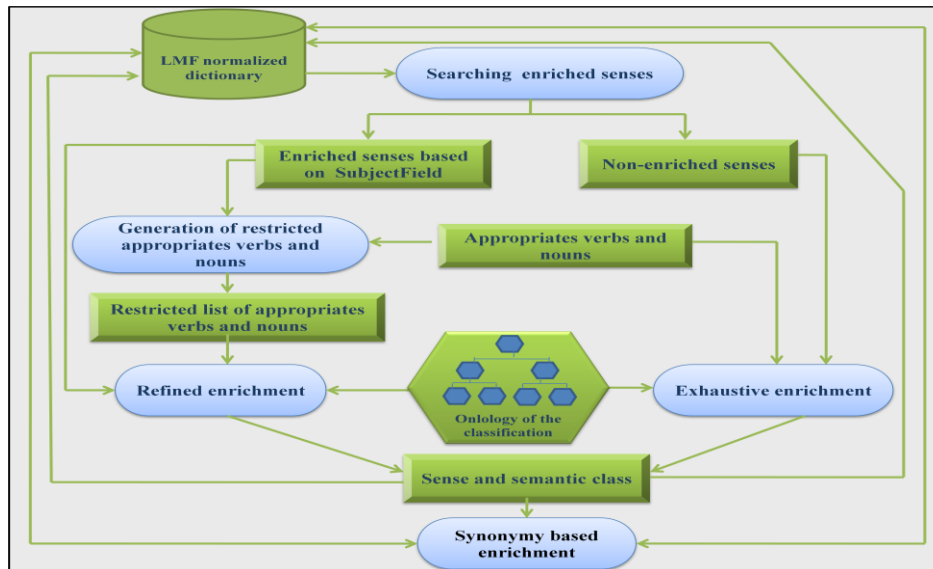 LMF normalized
dictionary
Searching enriched senses
Enriched senses based
on SubjectField
Non-enriched senses
Generation of restricted
appropriates verbs and
nouns
Appropriates verbs and
nouns
Restricted list of appropriates
verbs and nouns
Refined enrichment
Onlology of the
classification
Exhaustive enrichment
Sense and semantic class
Synonymy based
enrichment